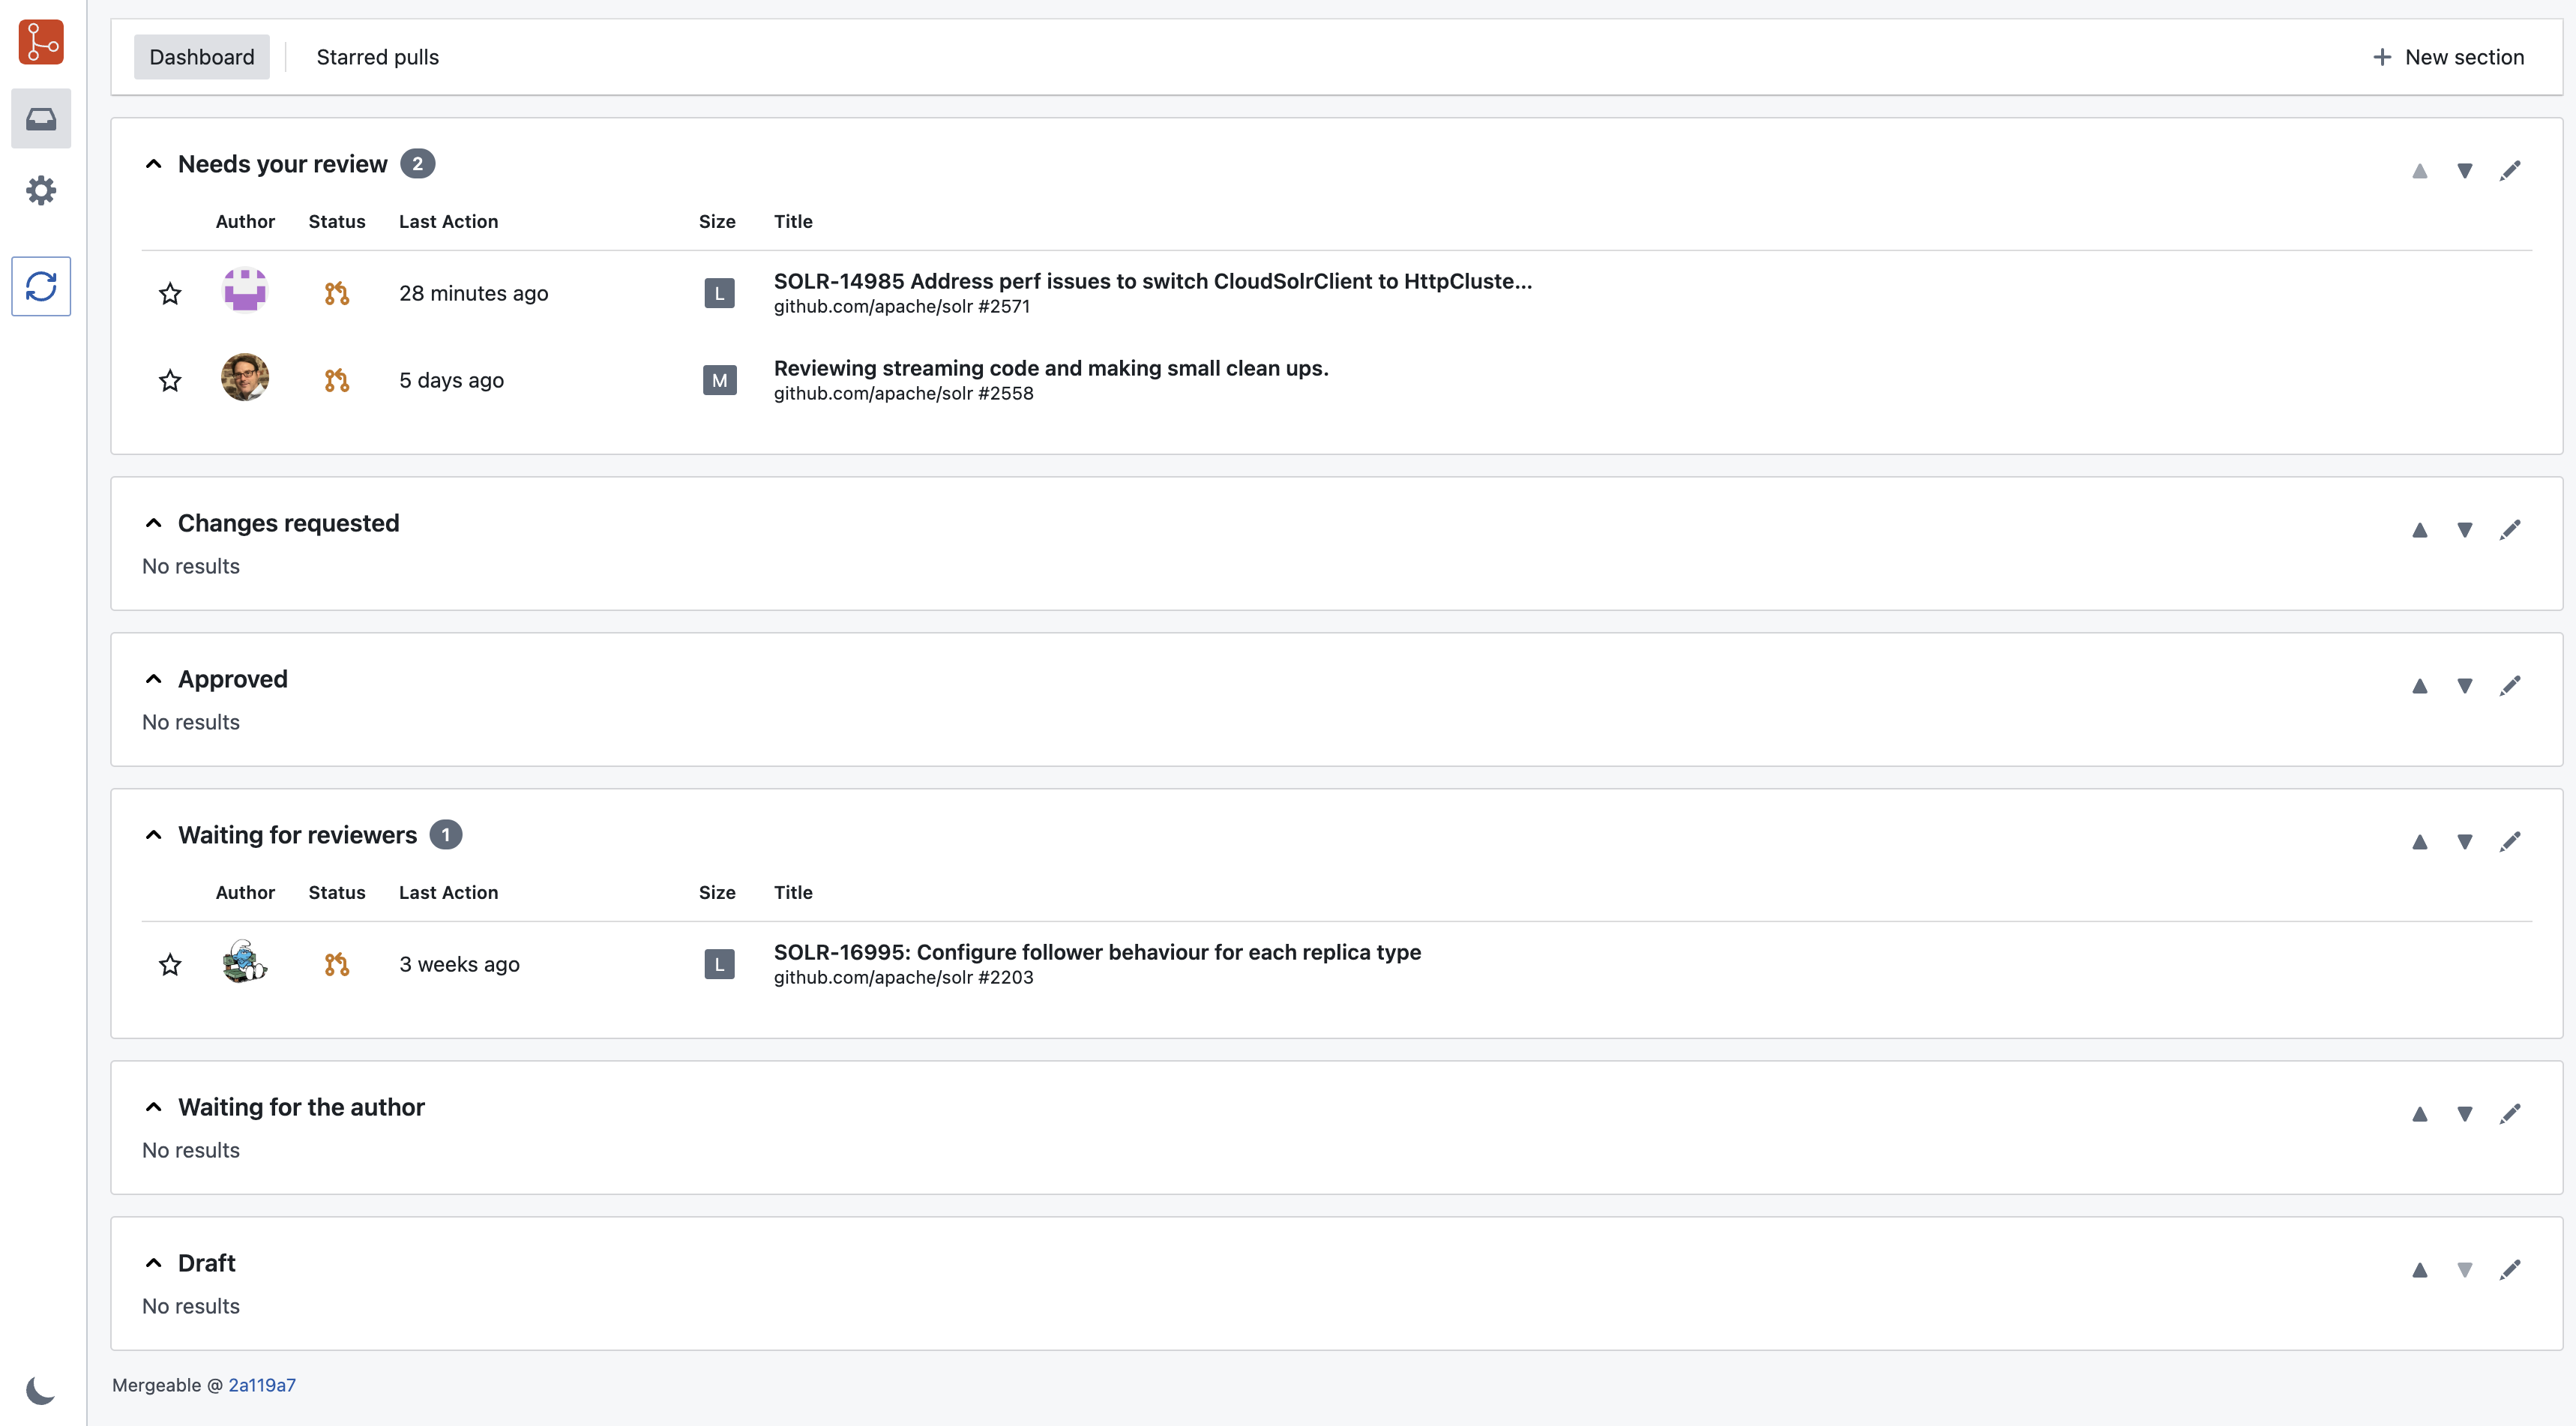 Dashboard
Starred pulls
New section
Needs your review 2
Author Status Last Action Size Title
28 minutes ago L SOLR-14985 Address perf issues to switch CloudSolrClient to HttpCluste...
github.com/apache/solr #2571
5 days ago M Reviewing streaming code and making small clean ups.
github.com/apache/solr #2558
Changes requested
No results
Approved
No results
Waiting for reviewers 1
Author Status Last Action Size Title
3 weeks ago L SOLR-16995: Configure follower behaviour for each replica type
github.com/apache/solr #2203
Waiting for the author
No results
Draft
No results
Mergeable @ 2a119a7